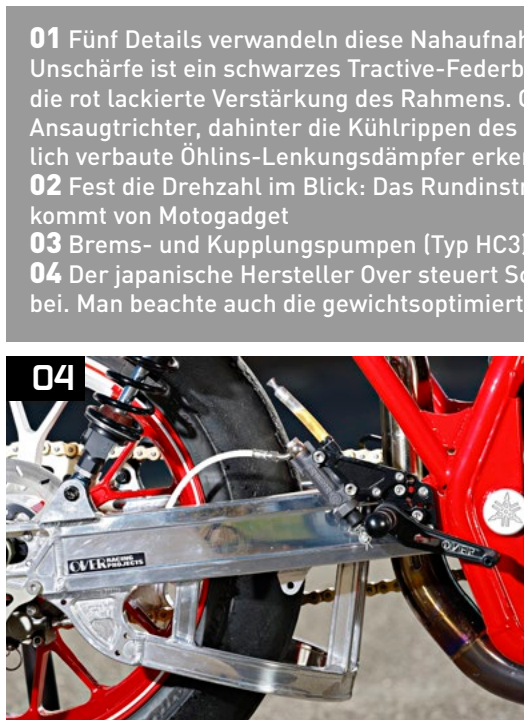 01 Fünf Details verwandeln diese Nahaufnah
Unschärfe ist ein schwarzes Tractive-Federb
die rot lackierte Verstärkung des Rahmens.
Ansaugtrichter, dahinter die Kühlrippen des
lich verbaute Öhlins-Lenkungsdämpfer erke
02 Fest die Drehzahl im Blick: Das Rundinstr
kommt von Motogadget
03 Brems- und Kupplungspumpen (Typ HC3)
04 Der japanische Hersteller Over steuert Sc
bei. Man beachte auch die gewichtsoptimiert
04
OVER RACING PROJECTS
OVER